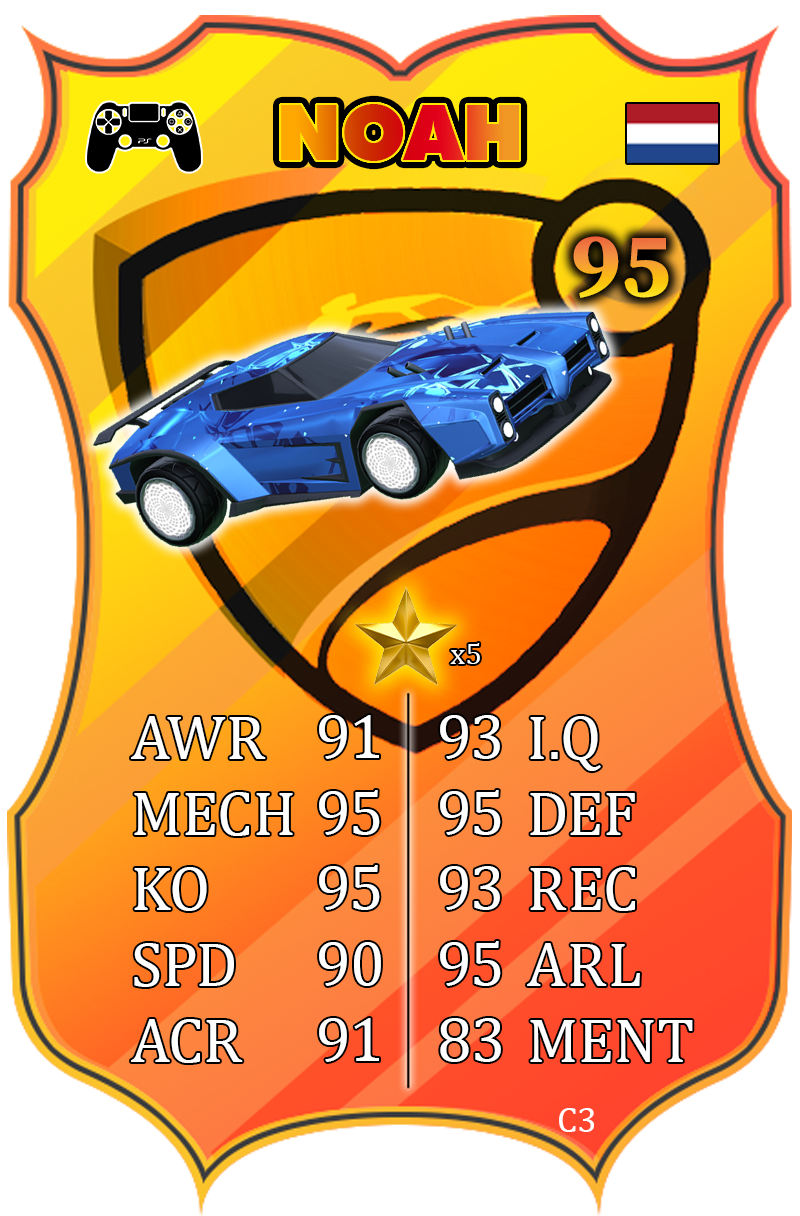 NOAH
95
x5
AWR 91 93 I.Q
MECH 95 95 DEF
KO 95 93 REC
SPD 90 95 ARL
ACR 91 83 MENT
C3